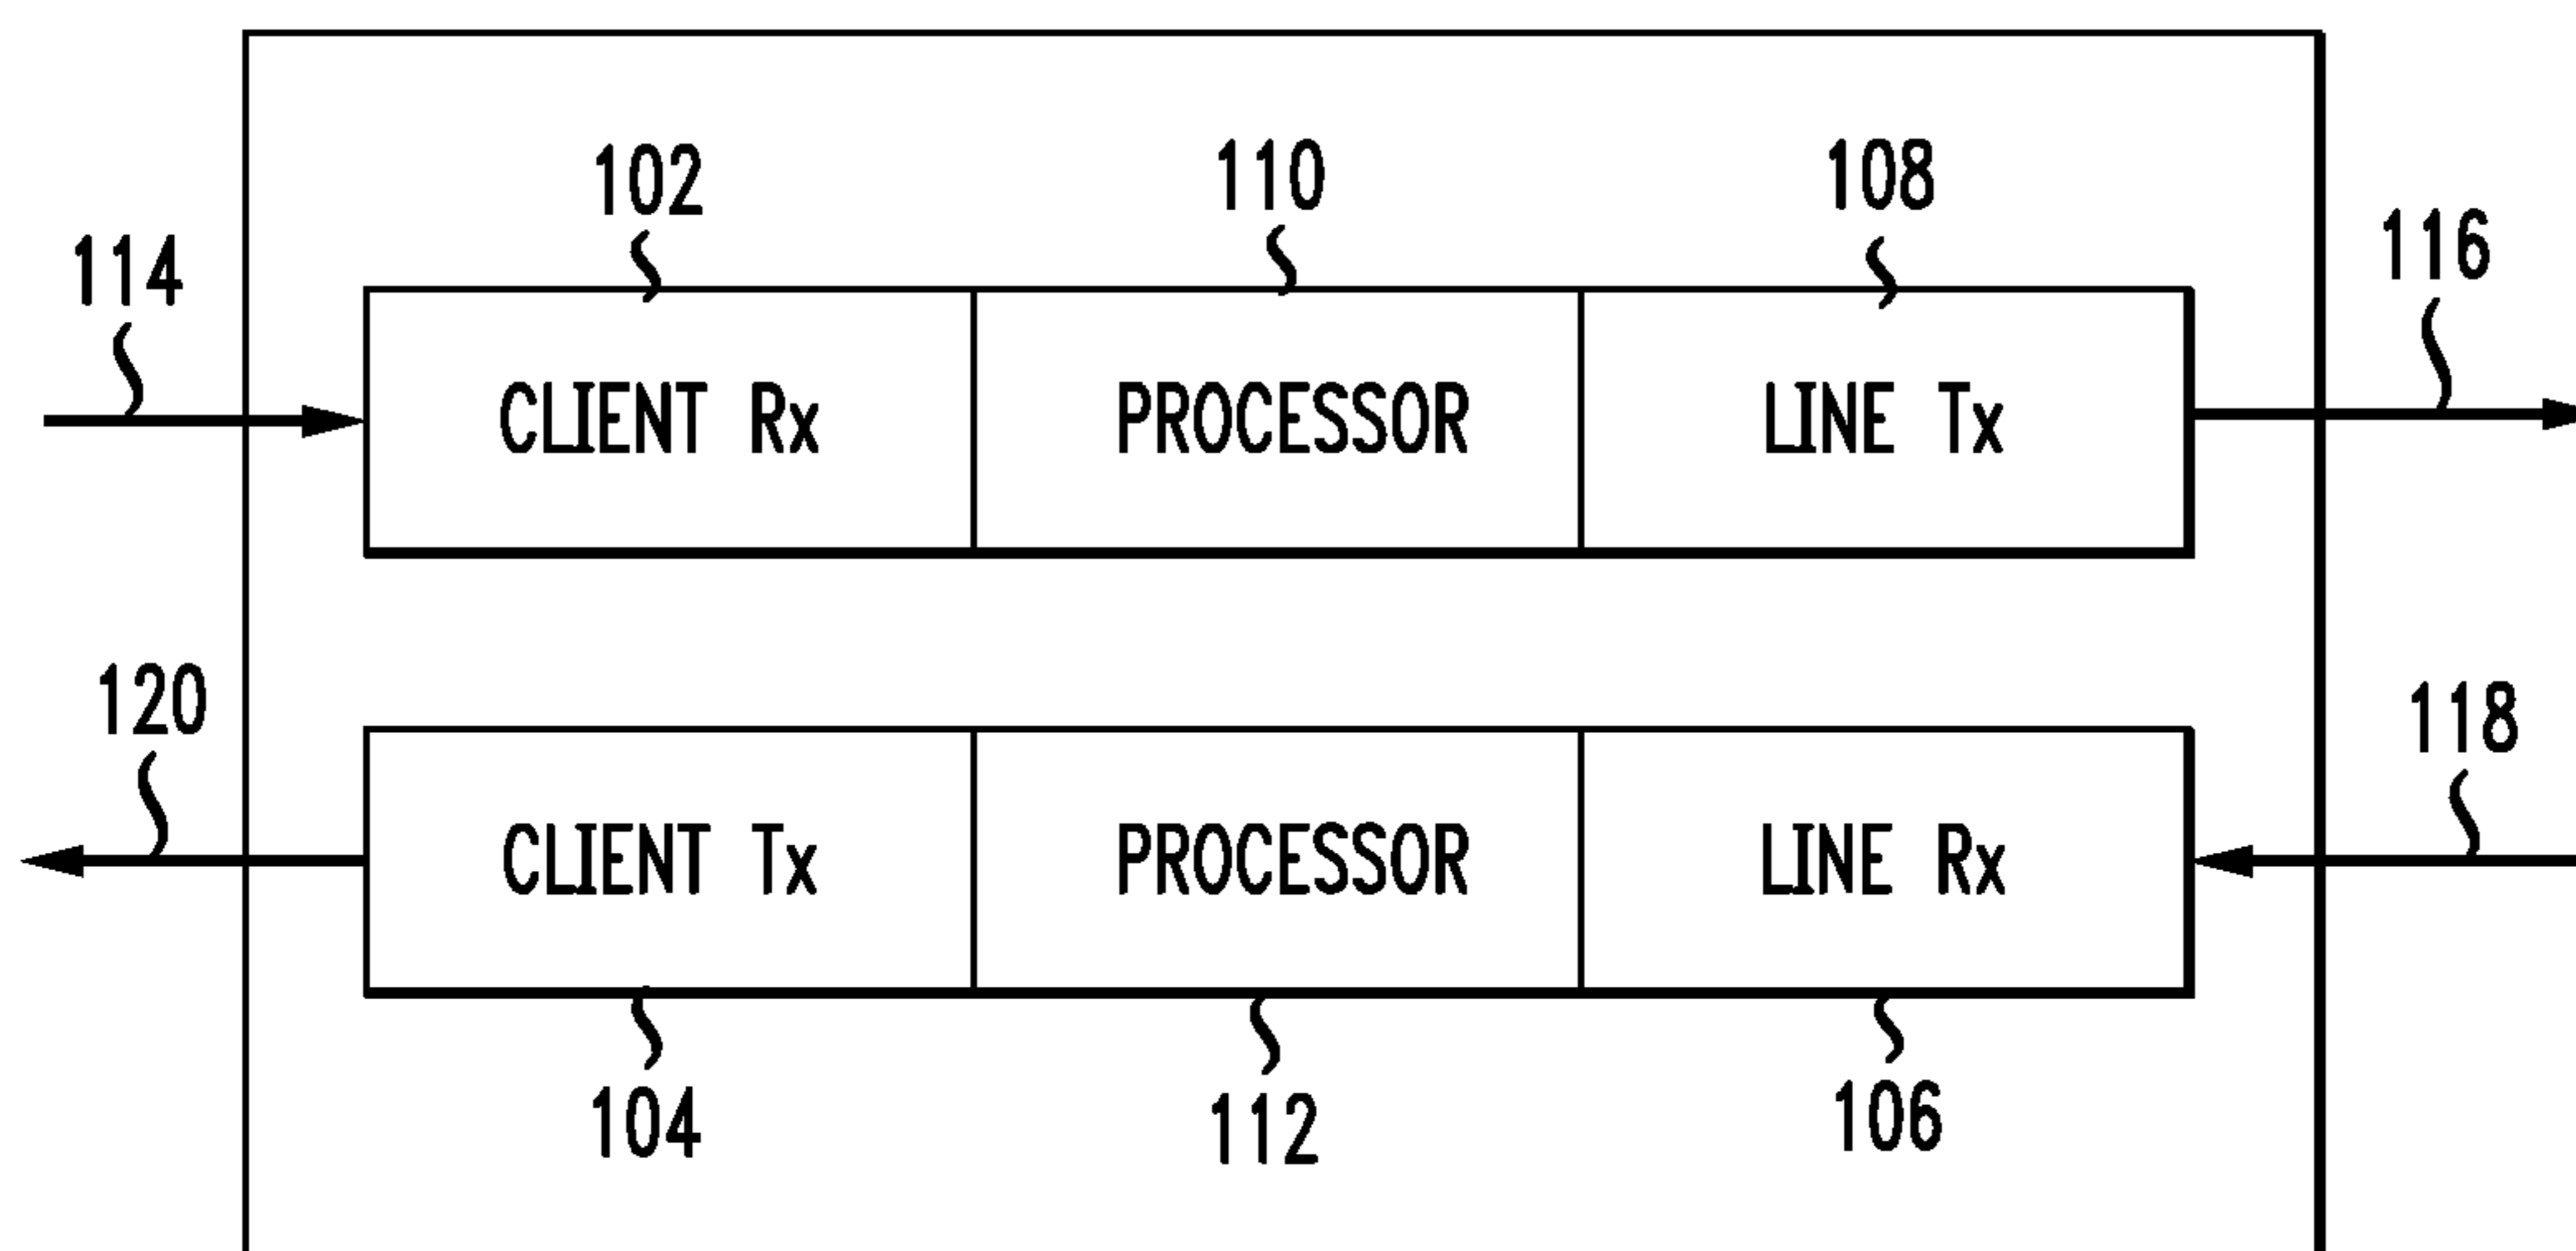 102
110
108
114
116
CLIENT Rx
PROCESSOR
LINE Tx
120
118
CLIENT Tx
PROCESSOR
LINE Rx
104
112
106